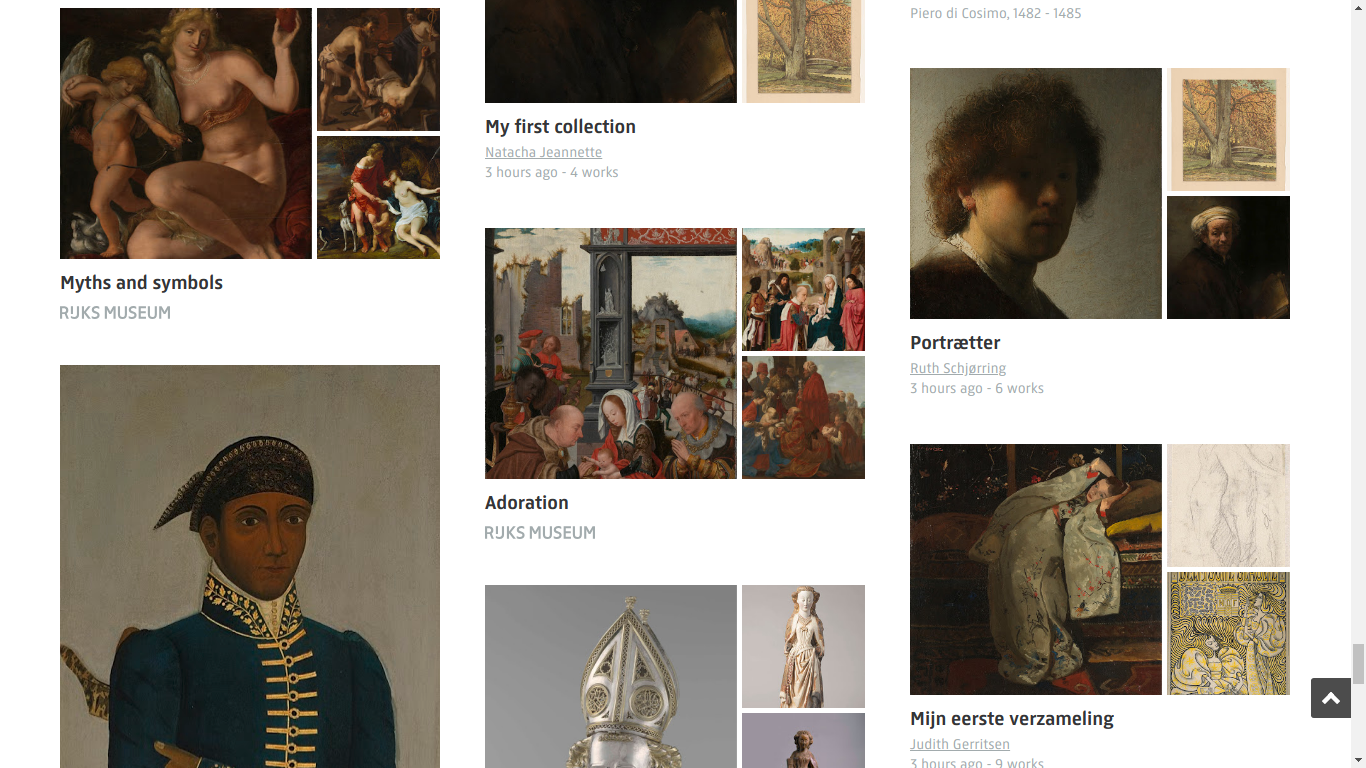 Myths and symbols
RIJKS MUSEUM
My first collection
Natacha Jeannette
3 hours ago - 4 works
Adoration
RIJKS MUSEUM
Piero di Cosimo, 1482 - 1485
Portrætter
Ruth Schjørring
3 hours ago - 6 works
Mijn eerste verzameling
Judith Gerritsen
3 hours ago - 9 works